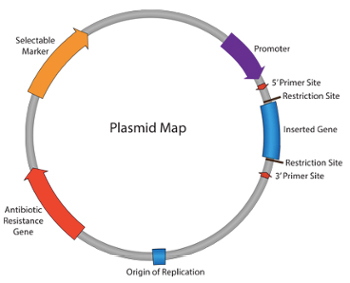 Selectable
Marker
Promoter
5' Primer Site
Restriction Site
Plasmid Map
Inserted Gene
Restriction Site
3' Primer Site
Antibiotic
Resistance
Gene
Origin of Replication